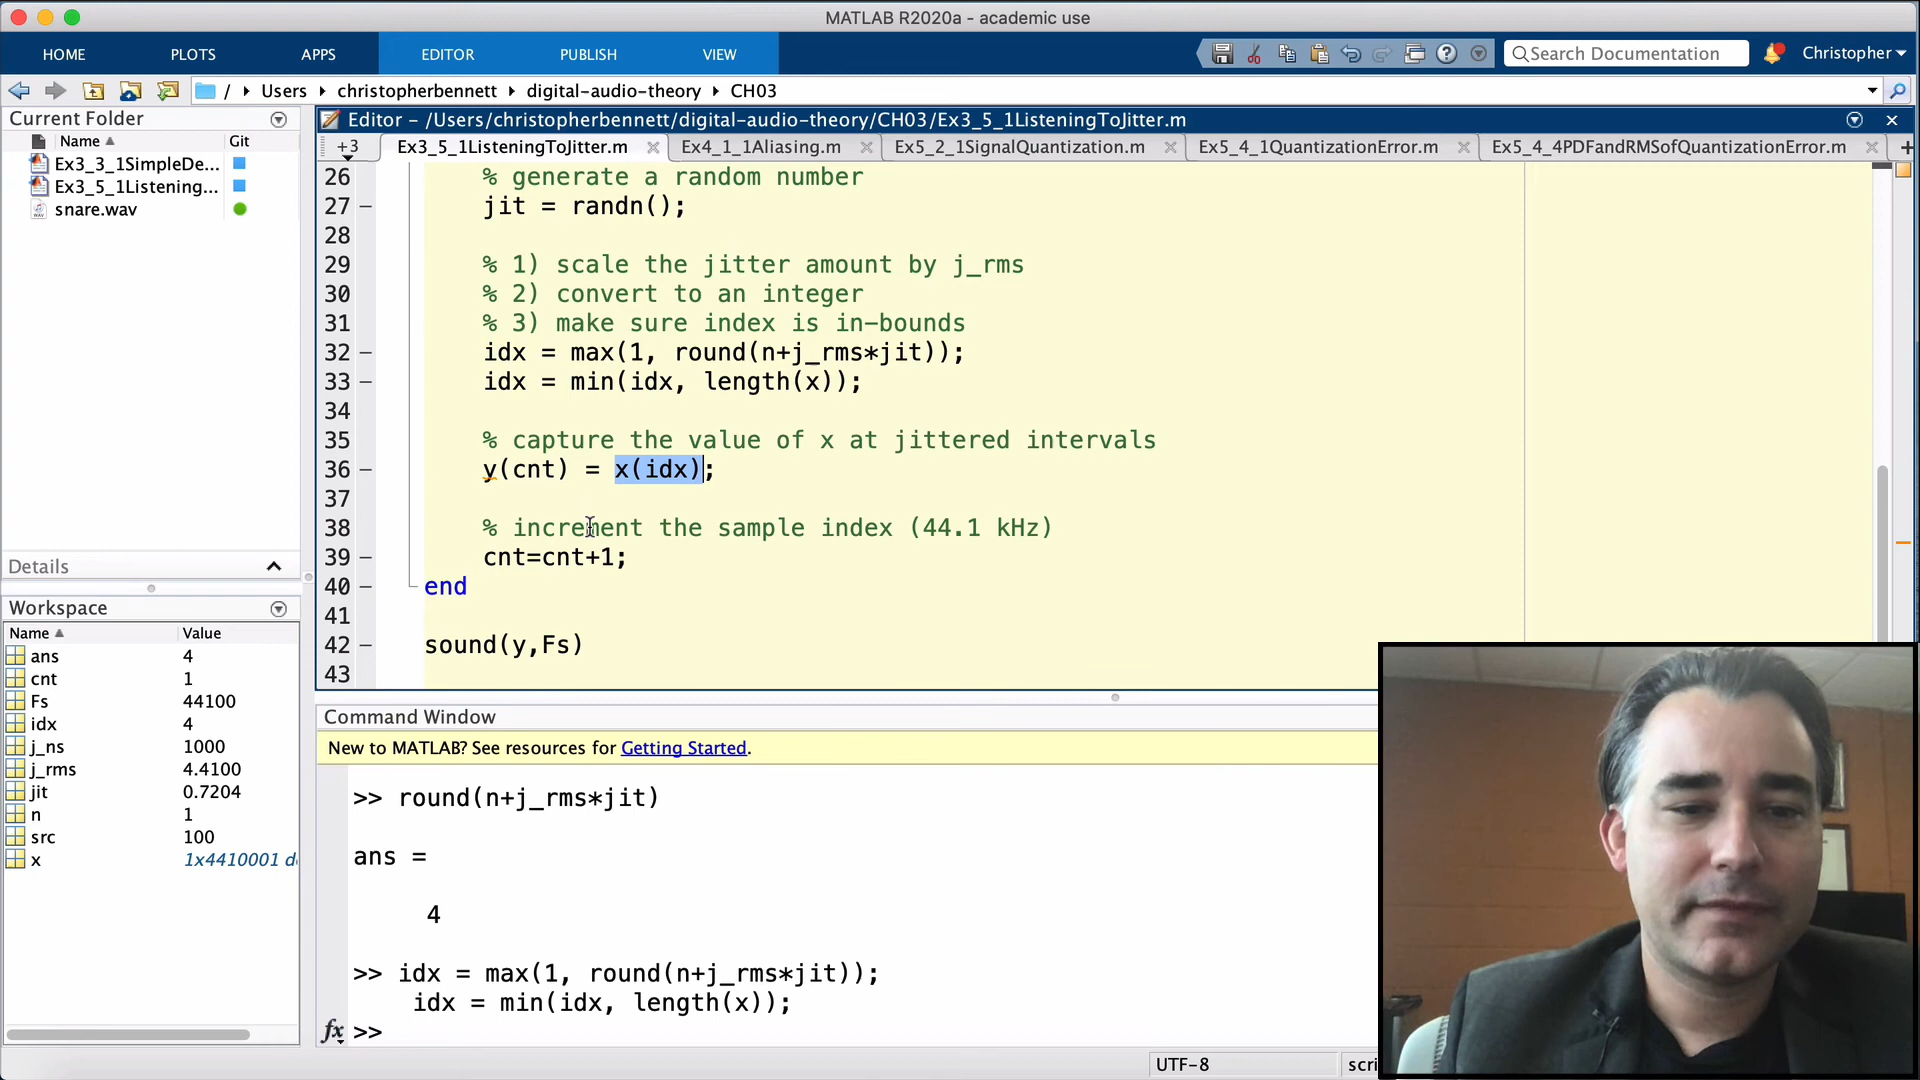 MATLAB R2020a - academic use
HOME PLOTS APPS EDITOR PUBLISH VIEW
Search Documentation
Christopher
/ Users christopherbennett digital-audio-theory CH03
Current Folder
Name Git
Ex3_3_1SimpleDe...
Ex3_5_1Listening...
snare.wav
Details
Workspace
Name Value
ans 4
cnt 1
Fs 44100
idx 4
j_ns 1000
j_rms 4.4100
jit 0.7204
n 1
src 100
x 1x4410001 d
Editor – /Users/christopherbennett/digital-audio-theory/CH03/Ex3_5_1ListeningToJitter.m
+3 Ex3_5_1ListeningToJitter.m Ex4_1_1Aliasing.m Ex5_2_1SignalQuantization.m Ex5_4_1QuantizationError.m Ex5_4_4PDFandRMSofQuantizationError.m
26 % generate a random number
27 – jit = randn();
28
29 % 1) scale the jitter amount by j_rms
30 % 2) convert to an integer
31 % 3) make sure index is in-bounds
32 – idx = max(1, round(n+j_rms*jit));
33 – idx = min(idx, length(x));
34
35 % capture the value of x at jittered intervals
36 – y(cnt) = x(idx);
37
38 % increment the sample index (44.1 kHz)
39 – cnt=cnt+1;
40 – end
41
42 – sound(y,Fs)
43
Command Window
New to MATLAB? See resources for Getting Started.
>> round(n+j_rms*jit)
ans =
4
>> idx = max(1, round(n+j_rms*jit));
idx = min(idx, length(x));
fx >>
UTF-8 scri